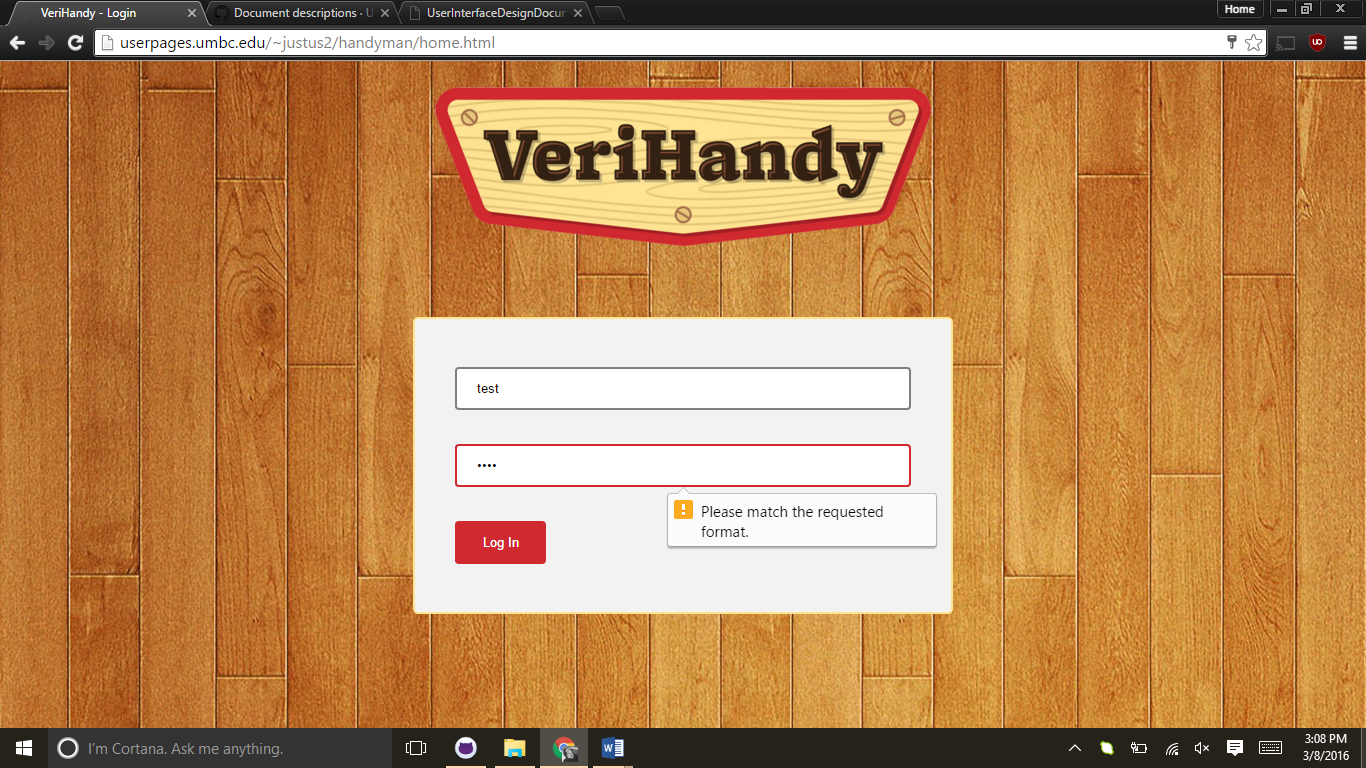 VeriHandy - Login
Document descriptions · U
UserInterfaceDesignDocur
Home
userpages.umbc.edu/~justus2/handyman/home.html
VeriHandy
test
••••
Please match the requested
format.
Log In
I'm Cortana. Ask me anything.
3:08 PM
3/8/2016